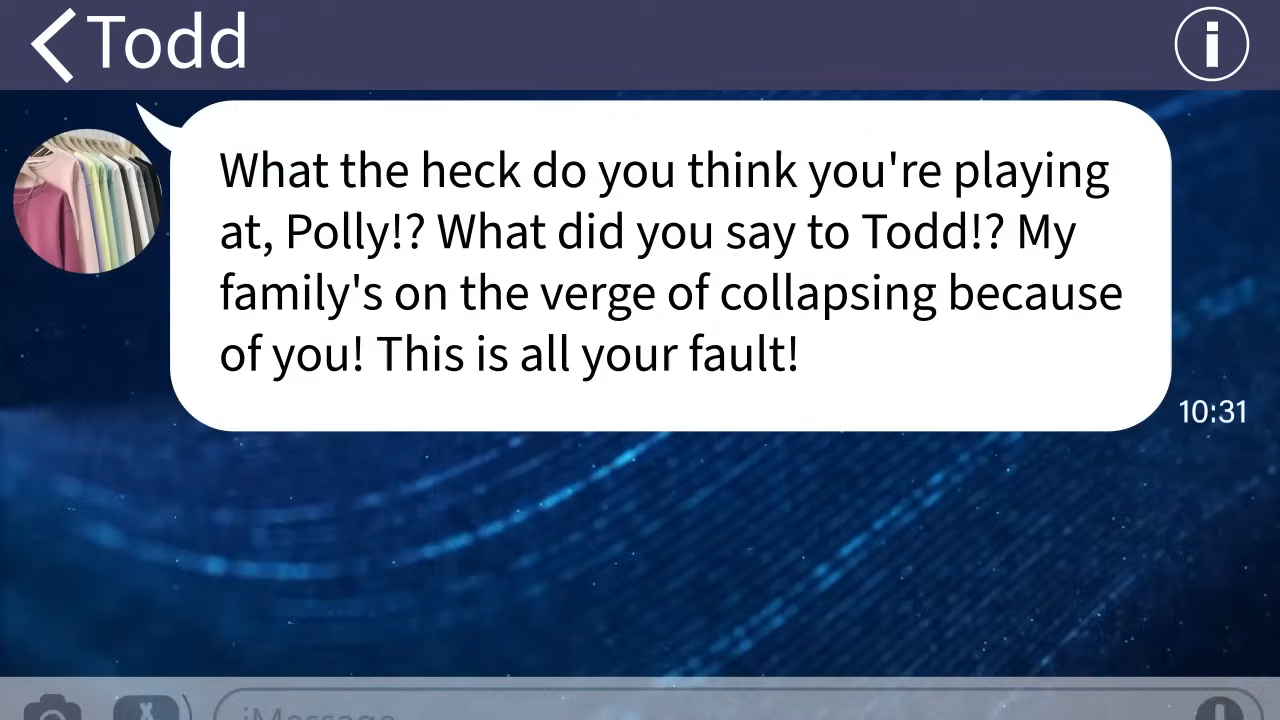 Todd
What the heck do you think you're playing
at, Polly!? What did you say to Todd!? My
family's on the verge of collapsing because
of you! This is all your fault!
10:31
iMessage